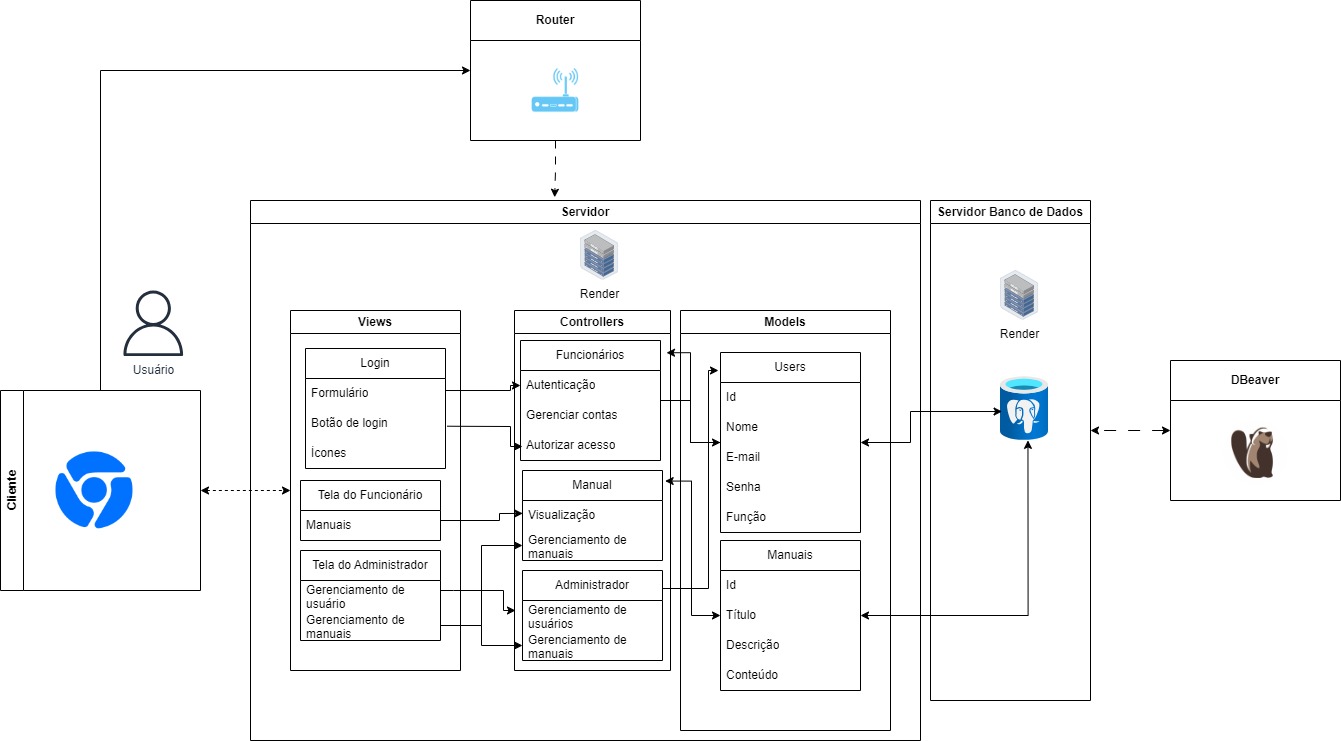 Router
Servidor
Render
Servidor Banco de Dados
Render
Usuário
Cliente
Views
Login
Formulário
Botão de login
Ícones
Tela do Funcionário
Manuais
Tela do Administrador
Gerenciamento de
usuário
Gerenciamento de
manuais
Controllers
Funcionários
Autenticação
Gerenciar contas
Autorizar acesso
Manual
Visualização
Gerenciamento de
manuais
Administrador
Gerenciamento de
usuários
Gerenciamento de
manuais
Models
Users
Id
Nome
E-mail
Senha
Função
Manuais
Id
Título
Descrição
Conteúdo
DBeaver